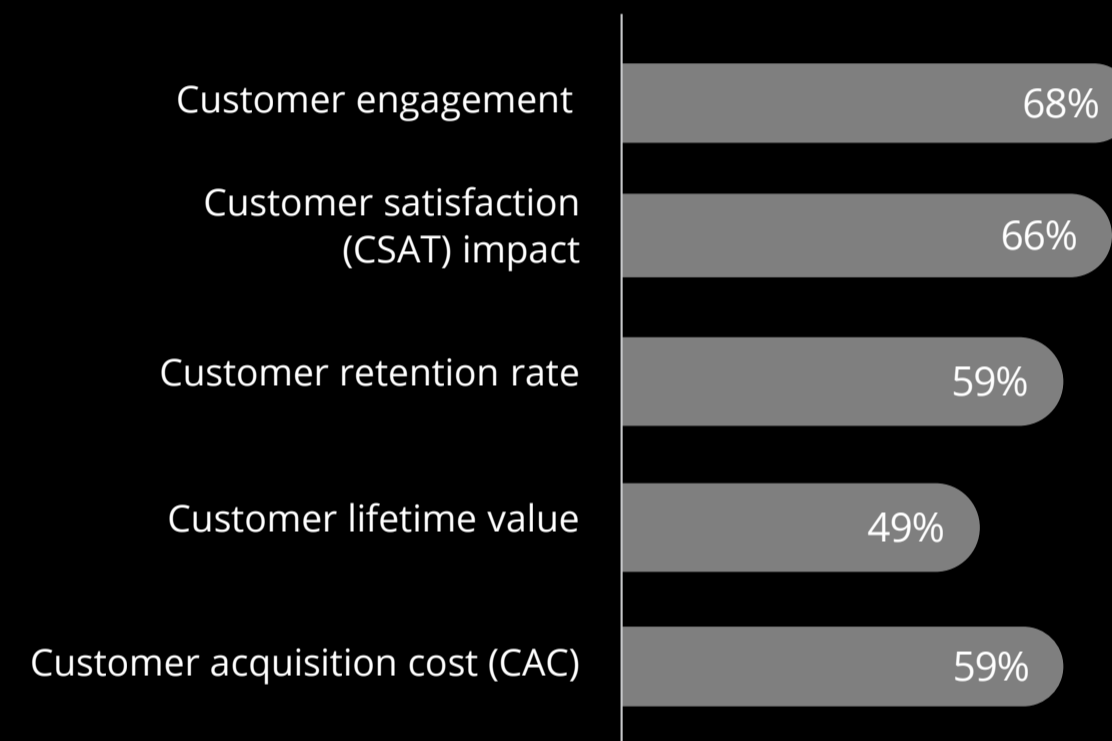 Customer engagement
68%
Customer satisfaction
(CSAT) impact
66%
Customer retention rate
59%
Customer lifetime value
49%
Customer acquisition cost (CAC)
59%